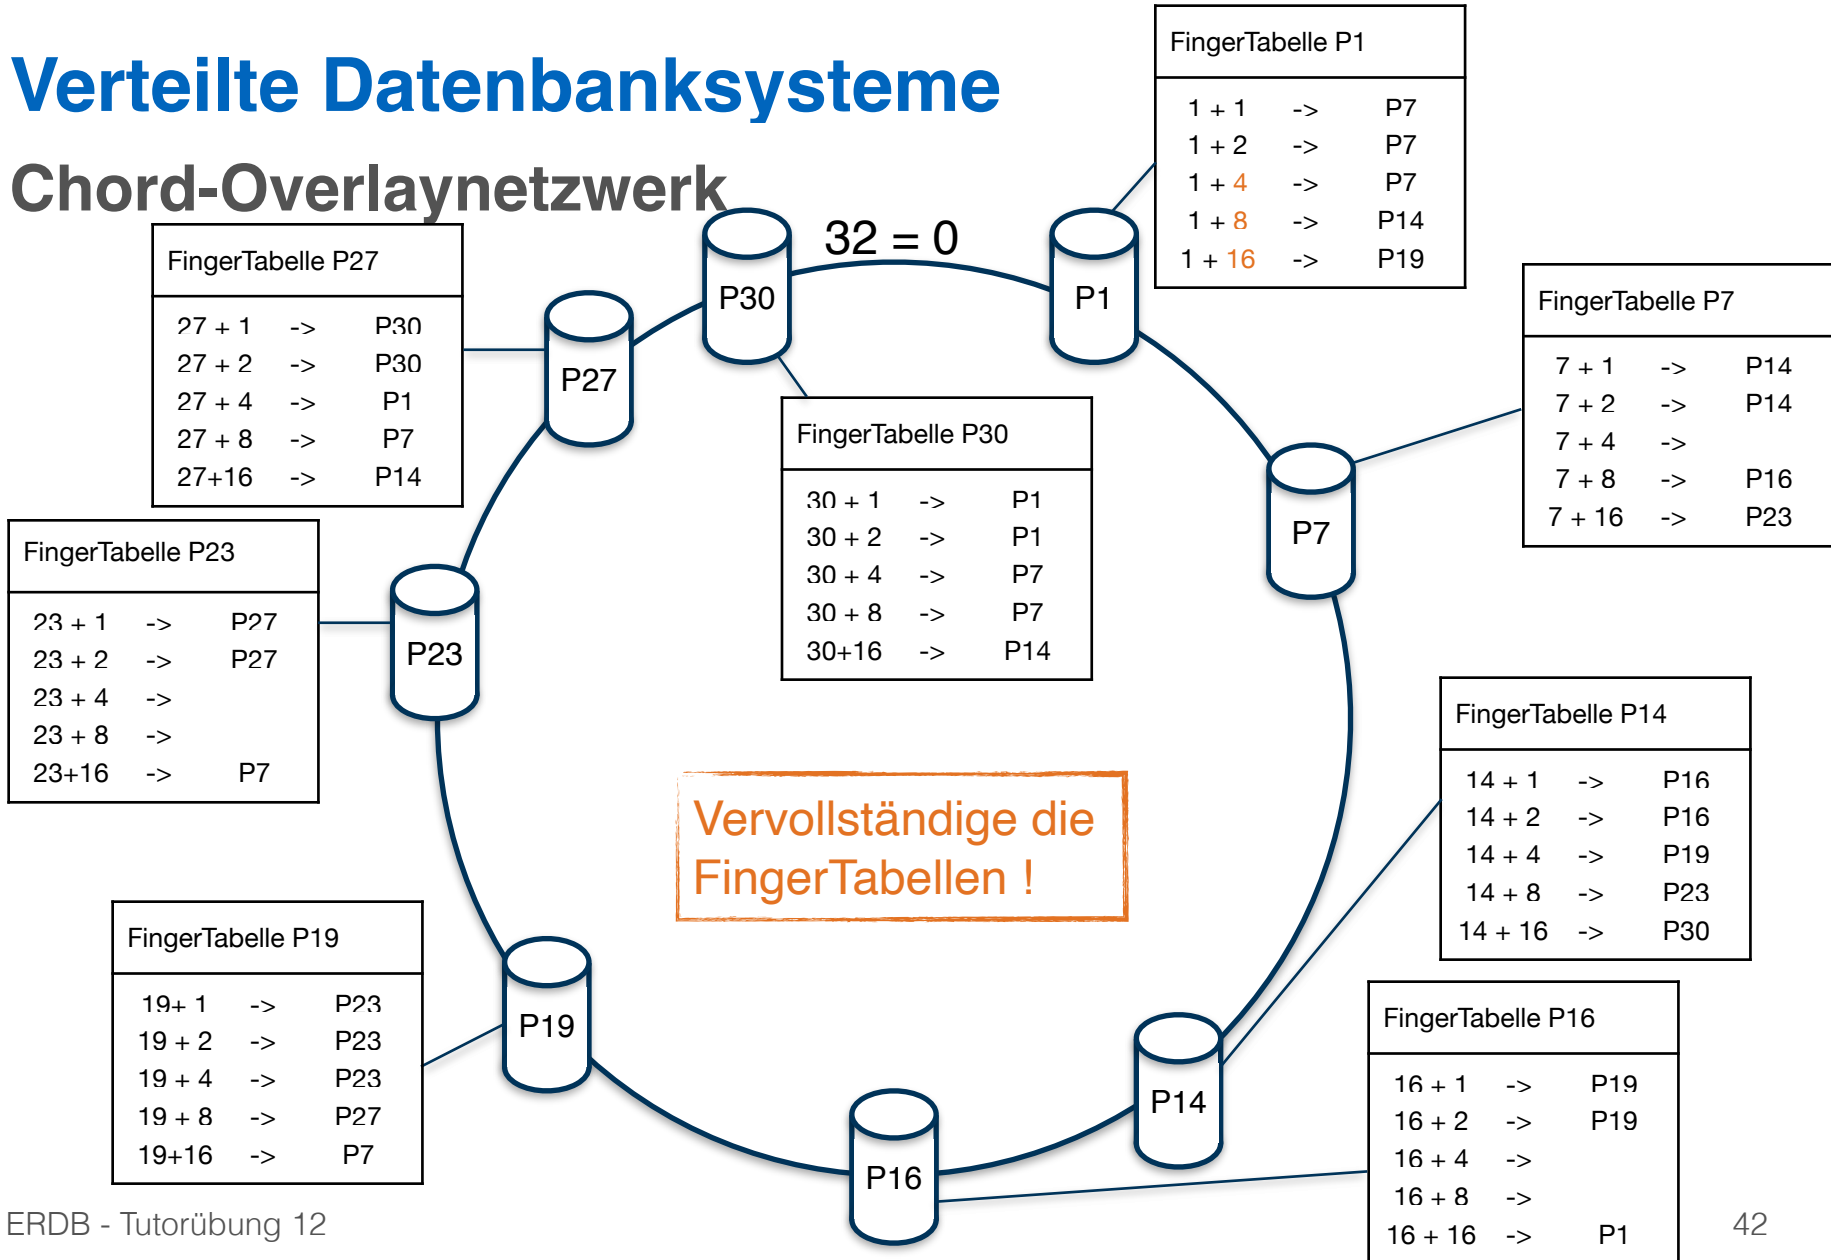 Verteilte Datenbanksysteme
Chord-Overlaynetzwerk
32 = 0
FingerTabelle P1
1 + 1 -> P7
1 + 2 -> P7
1 + 4 -> P7
1 + 8 -> P14
1 + 16 -> P19
FingerTabelle P27
27 + 1 -> P30
27 + 2 -> P30
27 + 4 -> P1
27 + 8 -> P7
27+16 -> P14
P30
P1
P27
FingerTabelle P7
7 + 1 -> P14
7 + 2 -> P14
7 + 4 ->
7 + 8 -> P16
7 + 16 -> P23
FingerTabelle P30
30 + 1 -> P1
30 + 2 -> P1
30 + 4 -> P7
30 + 8 -> P7
30+16 -> P14
P7
FingerTabelle P23
23 + 1 -> P27
23 + 2 -> P27
23 + 4 ->
23 + 8 ->
23+16 -> P7
P23
FingerTabelle P14
14 + 1 -> P16
14 + 2 -> P16
14 + 4 -> P19
14 + 8 -> P23
14 + 16 -> P30
Vervollständige die
FingerTabellen !
FingerTabelle P19
19+ 1 -> P23
19 + 2 -> P23
19 + 4 -> P23
19 + 8 -> P27
19+16 -> P7
P19
P14
P16
FingerTabelle P16
16 + 1 -> P19
16 + 2 -> P19
16 + 4 ->
16 + 8 ->
16 + 16 -> P1
ERDB - Tutorübung 12
42